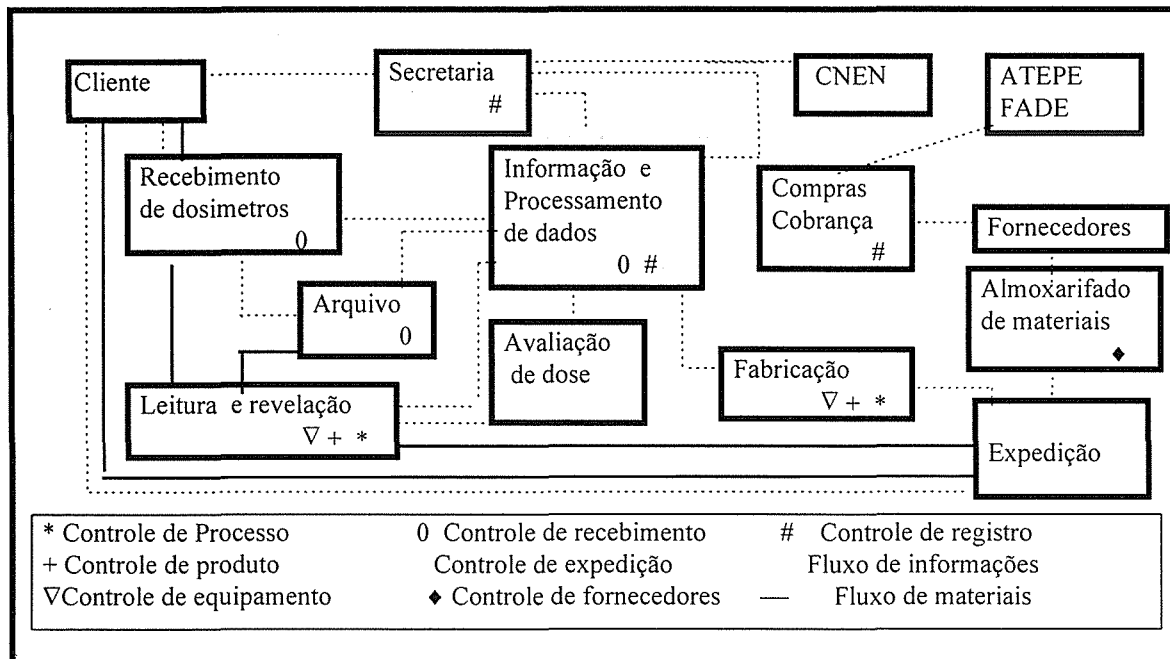 Cliente
Secretaria
#
CNEN
ATEPE
FADE
Recebimento
de dosimetros
0
Informação e
Processamento
de dados
0 #
Compras
Cobrança
#
Fornecedores
Arquivo
0
Almoxarifado
de materiais
♦
Avaliação
de dose
Fabricação
∇ + *
Leitura e revelação
∇ + *
Expedição
* Controle de Processo 0 Controle de recebimento # Controle de registro
+ Controle de produto Controle de expedição Fluxo de informações
∇Controle de equipamento ♦ Controle de fornecedores — Fluxo de materiais